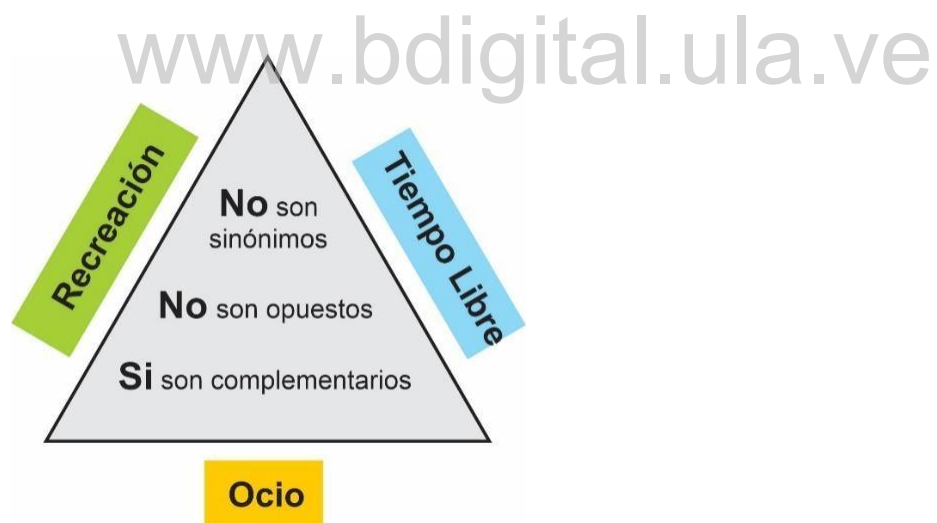 www.bdigital.ula.ve
Recreación
Tiempo Libre
No son
sinónimos
No son opuestos
Si son complementarios
Ocio